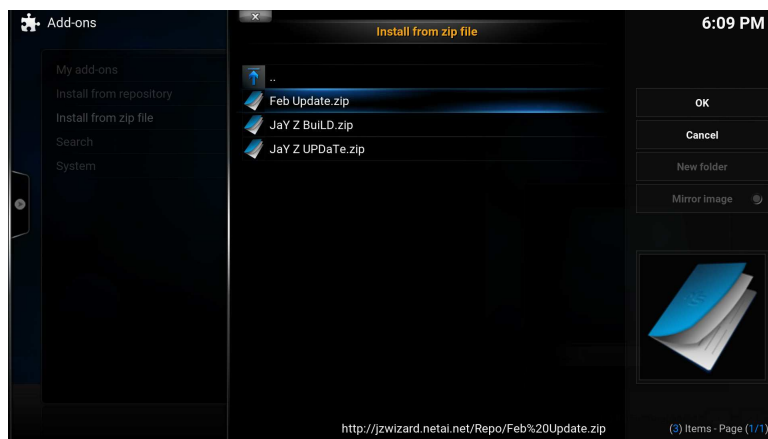 Add-ons
x
Install from zip file
6:09 PM
My add-ons
Install from repository
Install from zip file
Search
System
..
Feb Update.zip
JaY Z BuiLD.zip
JaY Z UPDaTe.zip
OK
Cancel
New folder
Mirror image
http://jzwizard.netai.net/Repo/Feb%20Update.zip
(3) Items - Page (1/1)